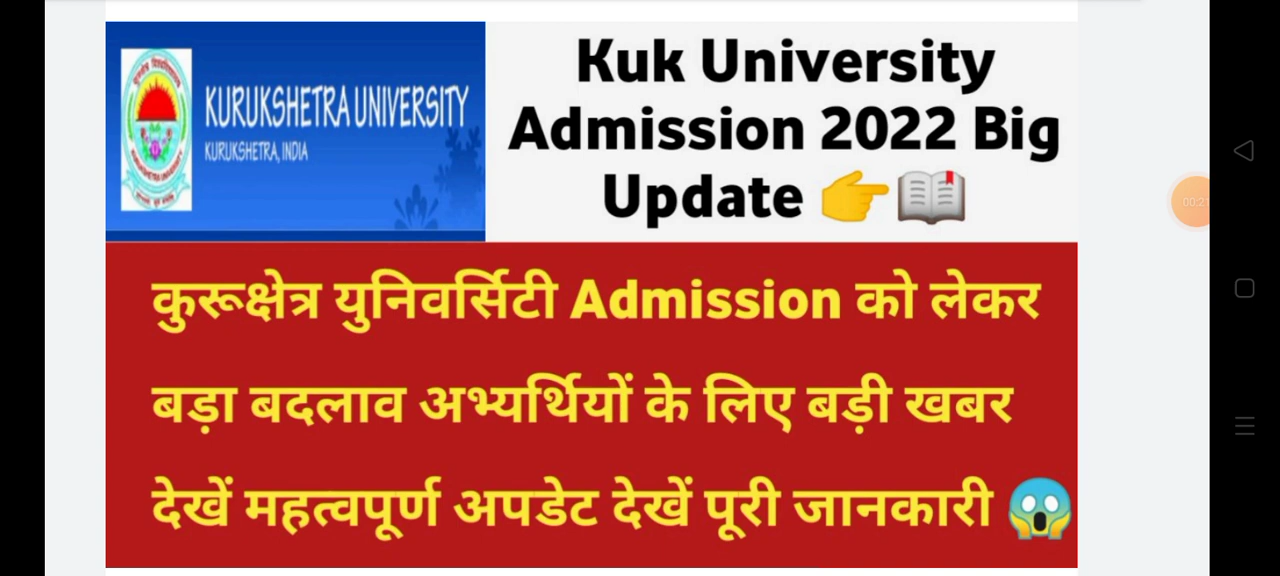 KURUKSHETRA UNIVERSITY
KURUKSHETRA, INDIA
Kuk University
Admission 2022 Big
Update 👉📖
कुरूक्षेत्र युनिवर्सिटी Admission को लेकर
बड़ा बदलाव अभ्यर्थियों के लिए बड़ी खबर
देखें महत्वपूर्ण अपडेट देखें पूरी जानकारी 😱